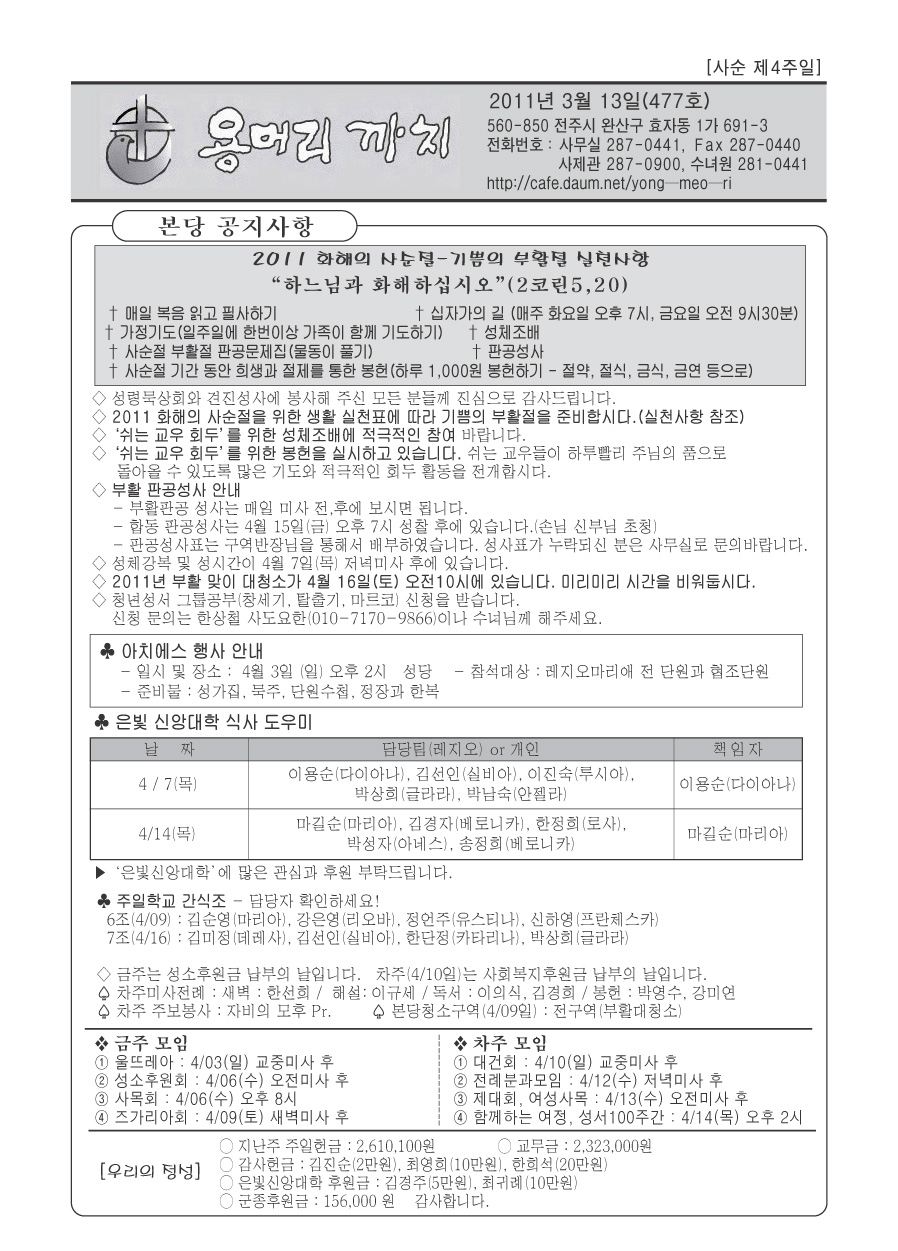 [사순 제4주일]
용머리 까치
2011년 3월 13일(477호)
560-850 전주시 완산구 효자동 1가 691-3
전화번호 : 사무실 287-0441, Fax 287-0440
사제관 287-0900, 수녀원 281-0441
http://cafe.daum.net/yong─meo─ri
본당 공지사항
2011 화해의 사순절-기쁨의 부활절 실천사항
“하느님과 화해하십시오”(2코린5,20)
† 매일 복음 읽고 필사하기 † 십자가의 길 (매주 화요일 오후 7시, 금요일 오전 9시30분)
† 가정기도(일주일에 한번이상 가족이 함께 기도하기) † 성체조배
† 사순절 부활절 판공문제집(물동이 풀기) † 판공성사
† 사순절 기간 동안 희생과 절제를 통한 봉헌(하루 1,000원 봉헌하기 - 절약, 절식, 금식, 금연 등으로)
◇ 성령묵상회와 견진성사에 봉사해 주신 모든 분들께 진심으로 감사드립니다.
◇ 2011 화해의 사순절을 위한 생활 실천표에 따라 기쁨의 부활절을 준비합시다.(실천사항 참조)
◇ ‘쉬는 교우 회두’를 위한 성체조배에 적극적인 참여 바랍니다.
◇ ‘쉬는 교우 회두’를 위한 봉헌을 실시하고 있습니다. 쉬는 교우들이 하루빨리 주님의 품으로
돌아올 수 있도록 많은 기도와 적극적인 회두 활동을 전개합시다.
◇ 부활 판공성사 안내
- 부활판공 성사는 매일 미사 전,후에 보시면 됩니다.
- 합동 판공성사는 4월 15일(금) 오후 7시 성찰 후에 있습니다.(손님 신부님 초청)
- 판공성사표는 구역반장님을 통해서 배부하였습니다. 성사표가 누락되신 분은 사무실로 문의바랍니다.
◇ 성체강복 및 성시간이 4월 7일(목) 저녁미사 후에 있습니다.
◇ 2011년 부활 맞이 대청소가 4월 16일(토) 오전10시에 있습니다. 미리미리 시간을 비워둡시다.
◇ 청년성서 그룹공부(창세기, 탈출기, 마르코) 신청을 받습니다.
신청 문의는 한상철 사도요한(010-7170-9866)이나 수녀님께 해주세요.
♣ 아치에스 행사 안내
- 일시 및 장소 : 4월 3일 (일) 오후 2시 성당 - 참석대상 : 레지오마리애 전 단원과 협조단원
- 준비물 : 성가집, 묵주, 단원수첩, 정장과 한복
♣ 은빛 신앙대학 식사 도우미
날 짜 담당팀(레지오) or 개인 책임자
4 / 7(목) 이용순(다이아나), 김선인(실비아), 이진숙(루시아), 이용순(다이아나)
박상희(글라라), 박남숙(안젤라)
4/14(목) 마길순(마리아), 김경자(베로니카), 한정희(로사), 마길순(마리아)
박성자(아네스), 송정희(베로니카)
▶ ‘은빛신앙대학’에 많은 관심과 후원 부탁드립니다.
♣ 주일학교 간식조 - 담당자 확인하세요!
6조(4/09) : 김순영(마리아), 강은영(리오바), 정언주(유스티나), 신하영(프란체스카)
7조(4/16) : 김미정(데레사), 김선인(실비아), 한단정(카타리나), 박상희(글라라)
◇ 금주는 성소후원금 납부의 날입니다. 차주(4/10일)는 사회복지후원금 납부의 날입니다.
♤ 차주미사전례 : 새벽 : 한선희 / 해설: 이규세 / 독서 : 이의식, 김경희 / 봉헌 : 박영수, 강미연
♤ 차주 주보봉사 : 자비의 모후 Pr. ♤ 본당청소구역(4/09일) : 전구역(부활대청소)
❖ 금주 모임
① 울뜨레아 : 4/03(일) 교중미사 후
② 성소후원회 : 4/06(수) 오전미사 후
③ 사목회 : 4/06(수) 오후 8시
④ 즈가리아회 : 4/09(토) 새벽미사 후
❖ 차주 모임
① 대건회 : 4/10(일) 교중미사 후
② 전례분과모임 : 4/12(수) 저녁미사 후
③ 제대회, 여성사목 : 4/13(수) 오전미사 후
④ 함께하는 여정, 성서100주간 : 4/14(목) 오후 2시
[우리의 정성]
○ 지난주 주일헌금 : 2,610,100원 ○ 교무금 : 2,323,000원
○ 감사헌금 : 김진순(2만원), 최영희(10만원), 한희석(20만원)
○ 은빛신앙대학 후원금 : 김경주(5만원), 최귀례(10만원)
○ 군종후원금 : 156,000 원 감사합니다.